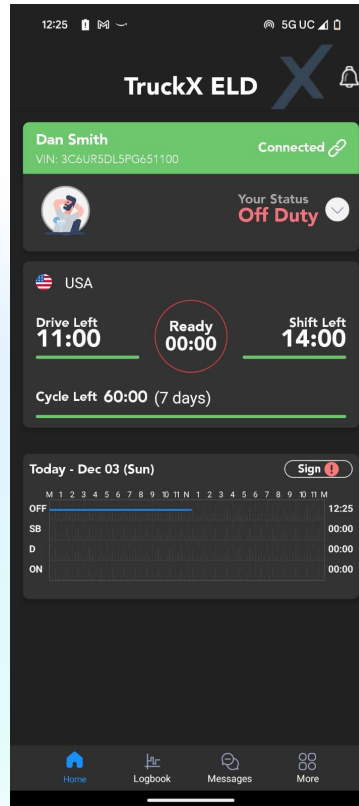 12:25
5G UC
TruckX ELD
Dan Smith
Connected
VIN: 3C6UR5DL5PG651100
Your Status
Off Duty
USA
Drive Left
11:00
Ready
00:00
Shift Left
14:00
Cycle Left 60:00 (7 days)
Today - Dec 03 (Sun)
Sign
M 1 2 3 4 5 6 7 8 9 10 11 N 1 2 3 4 5 6 7 8 9 10 11 M
OFF 12:25
SB 00:00
D 00:00
ON 00:00
Home Logbook Messages More